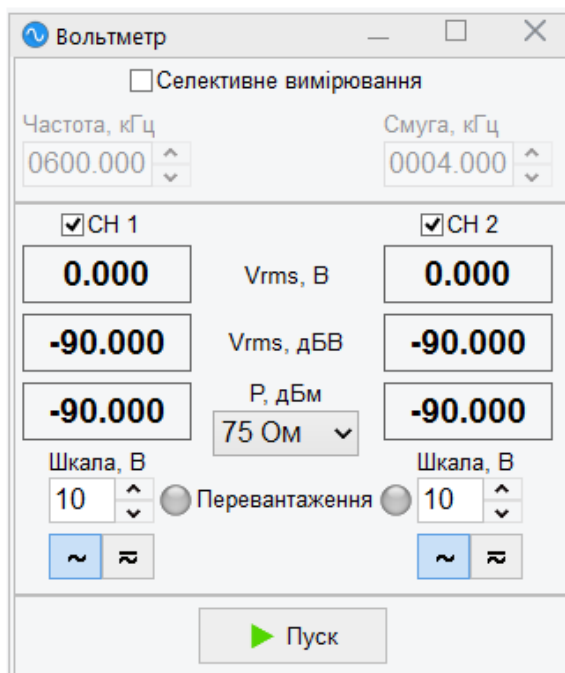 Вольтметр
Селективне вимірювання
Частота, кГц Смуга, кГц
0600.000 0004.000
CH 1 CH 2
0.000 Vrms, В 0.000
-90.000 Vrms, дБВ -90.000
P, дБм
-90.000 75 Ом -90.000
Шкала, В Шкала, В
10 Перевантаження 10
~ ≂ ~ ≂
Пуск